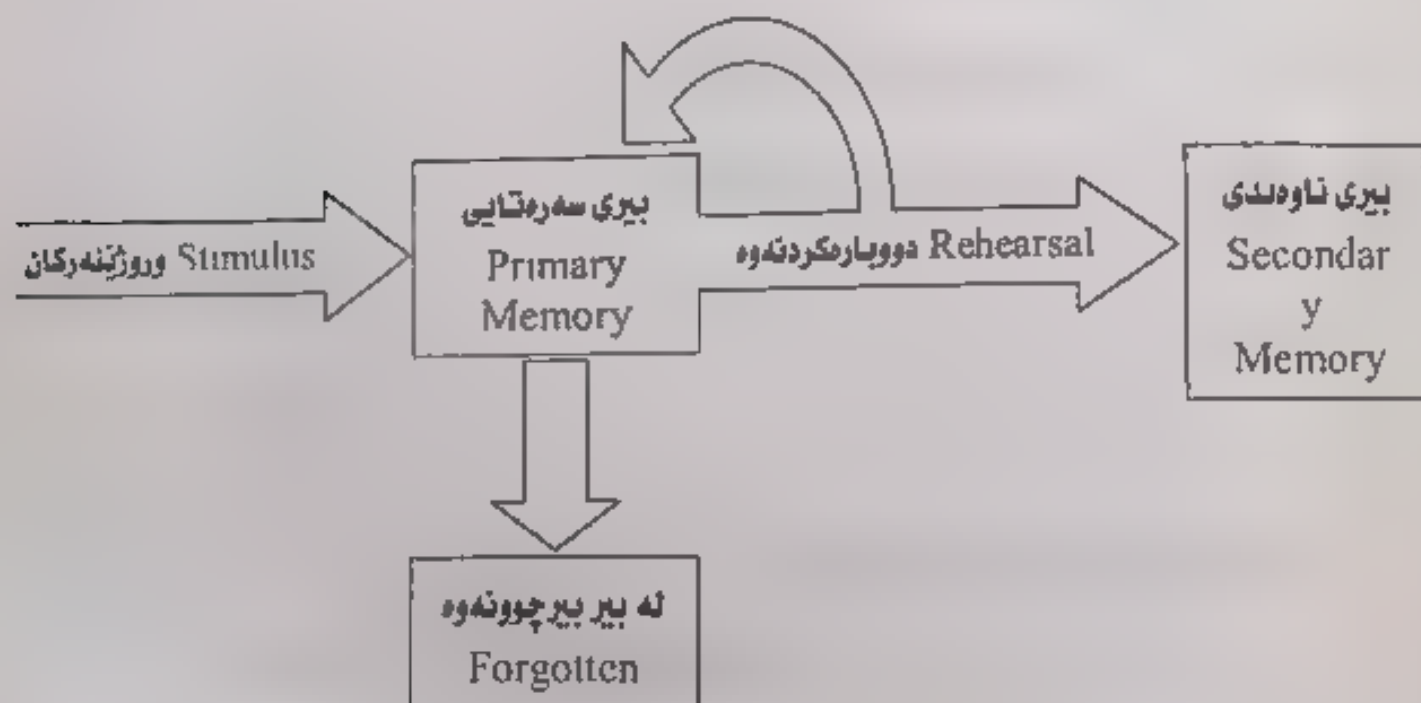 بیری سەرەتایی
Primary
Memory
وروژێنەرکان Stimulus
دووبارەکردنەوە Rehearsal
بیری ناوەندی
Secondar
y
Memory
لە بیر بیرچوونەوە
Forgotten